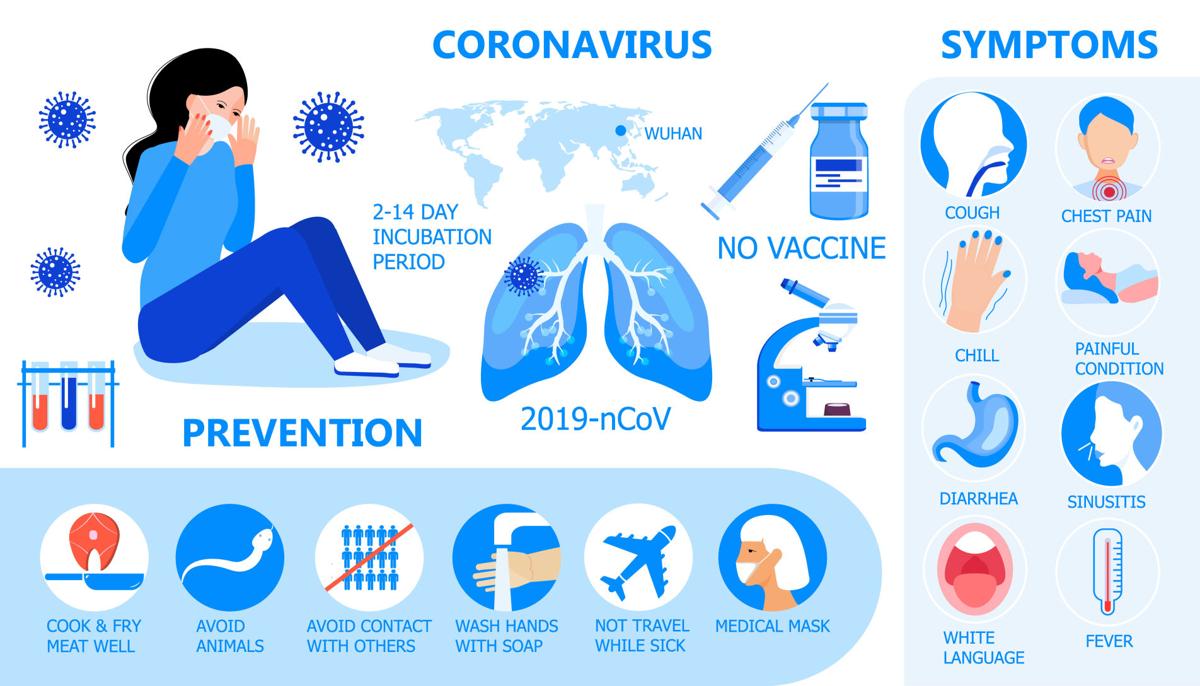 CORONAVIRUS
WUHAN
2-14 DAY
INCUBATION
PERIOD
NO VACCINE
2019-nCoV
PREVENTION
COOK & FRY
MEAT WELL
AVOID
ANIMALS
AVOID CONTACT
WITH OTHERS
WASH HANDS
WITH SOAP
NOT TRAVEL
WHILE SICK
MEDICAL MASK
SYMPTOMS
COUGH
CHEST PAIN
CHILL
PAINFUL
CONDITION
DIARRHEA
SINUSITIS
WHITE
LANGUAGE
FEVER